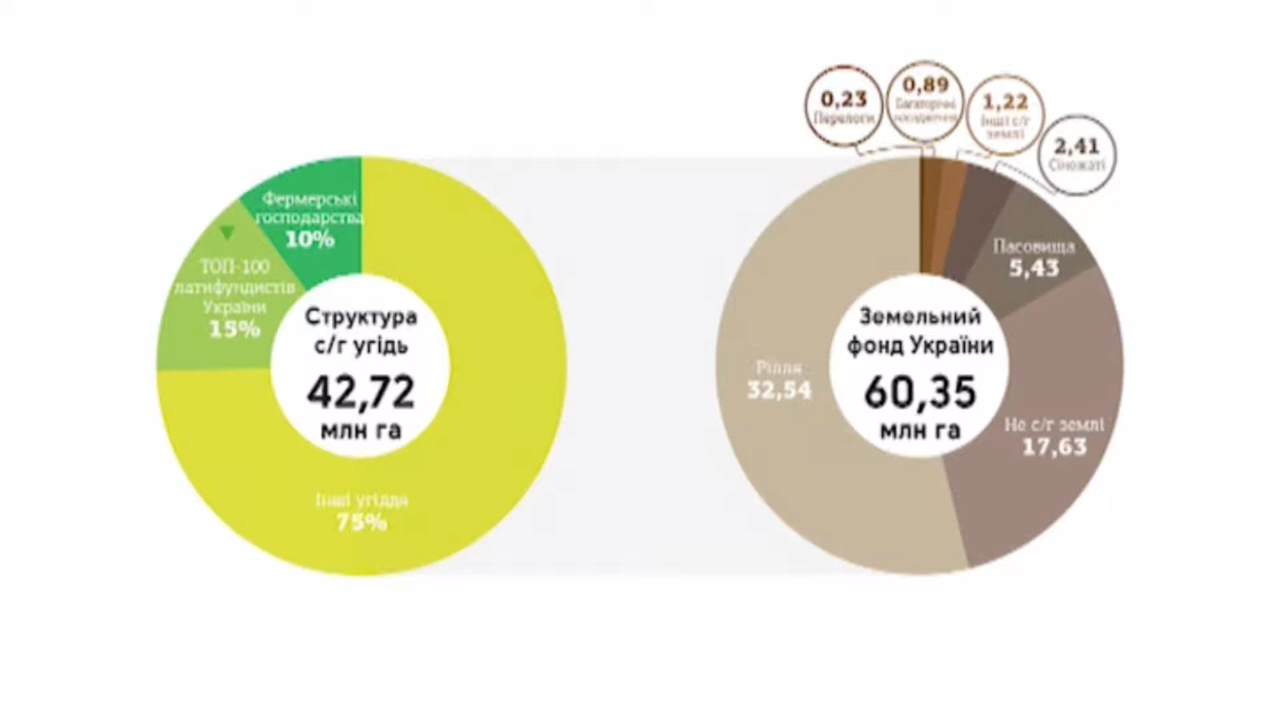 Фермерські
господарства
10%
ТОП-100
латифундистів
України
15%
Структура
с/г угідь
42,72
млн га
Інші угіддя
75%
0,23
Перелоги
0,89
Багаторічні
насадження
1,22
Інші с/г
землі
2,41
Сіножаті
Пасовища
5,43
Земельний
фонд України
60,35
млн га
Рілля
32,54
Не с/г землі
17,63